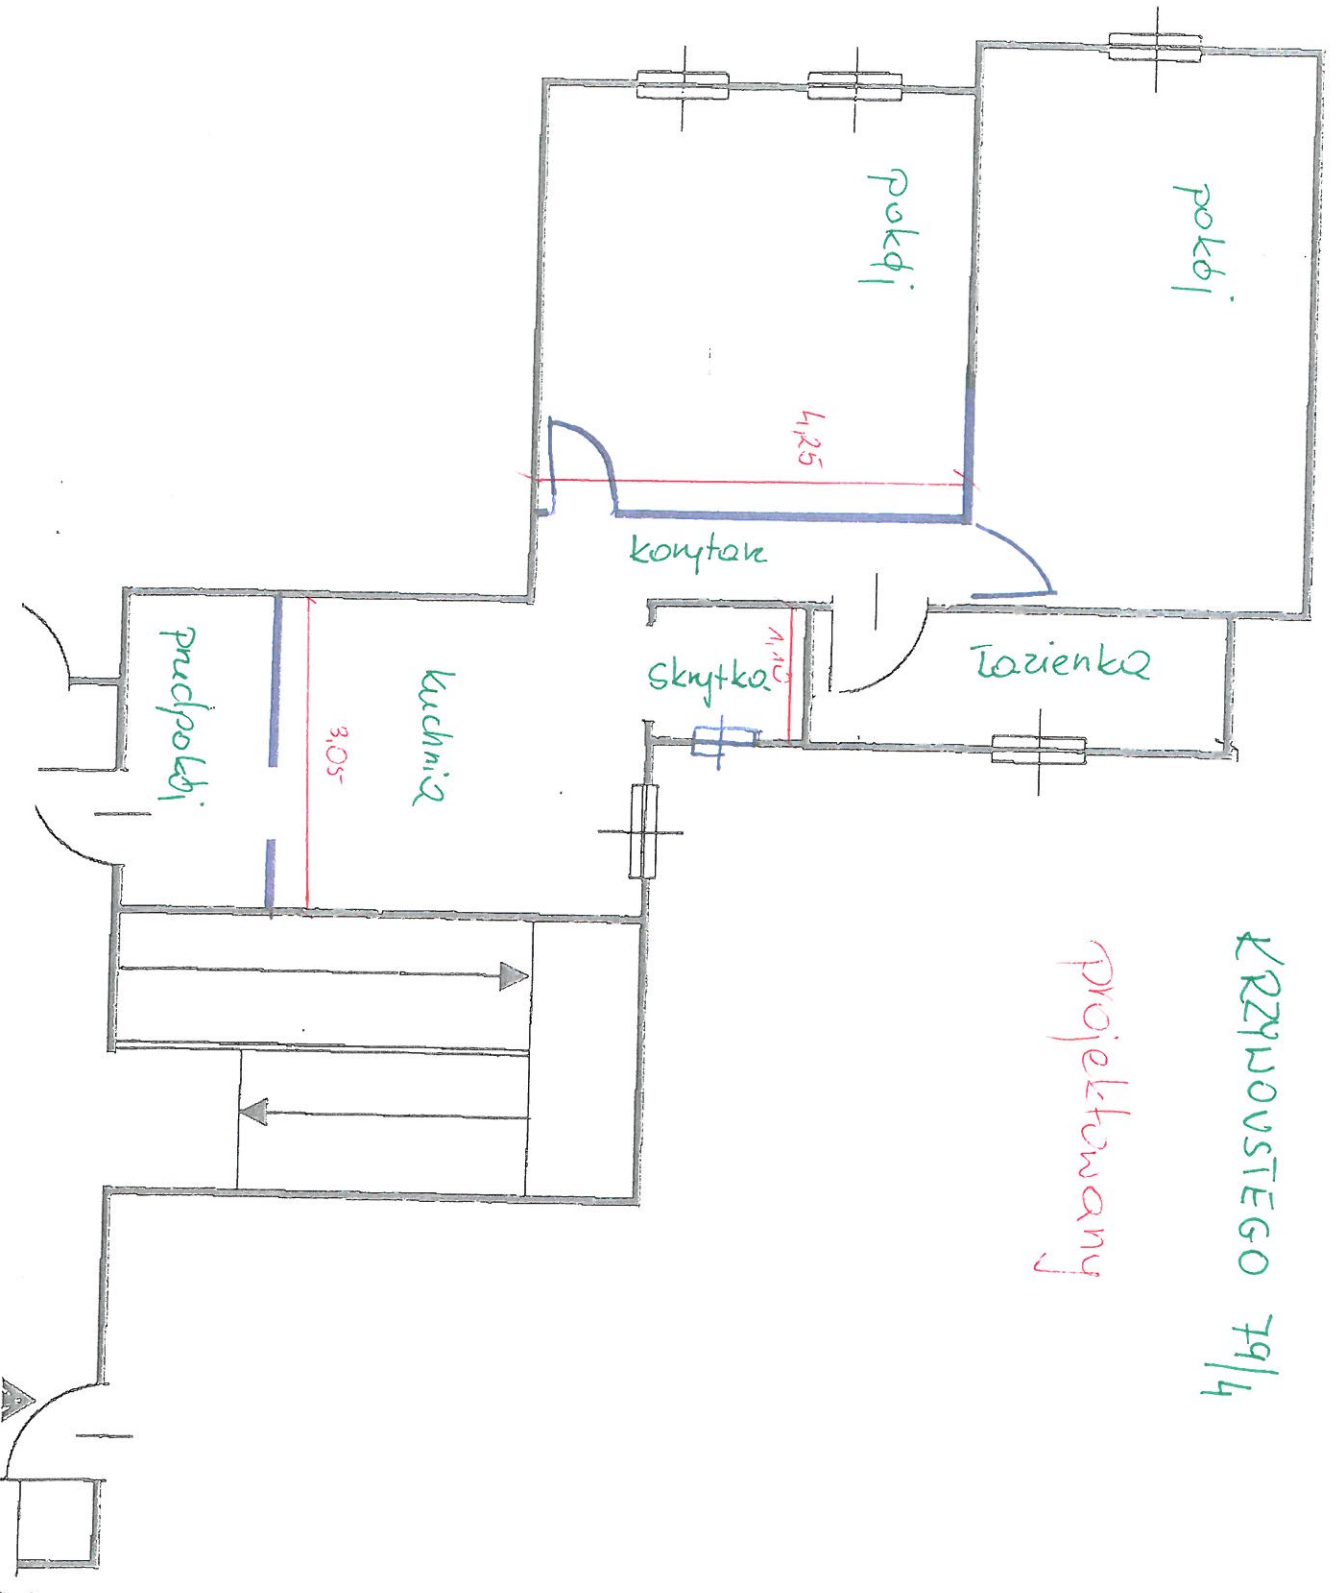 KRZYWOUSTEGO 79/4
projektowany
pokój
pokój
4,25
korytarz
Łazienka
Skrytka
1,10
kuchnia
3,05
przedpokój